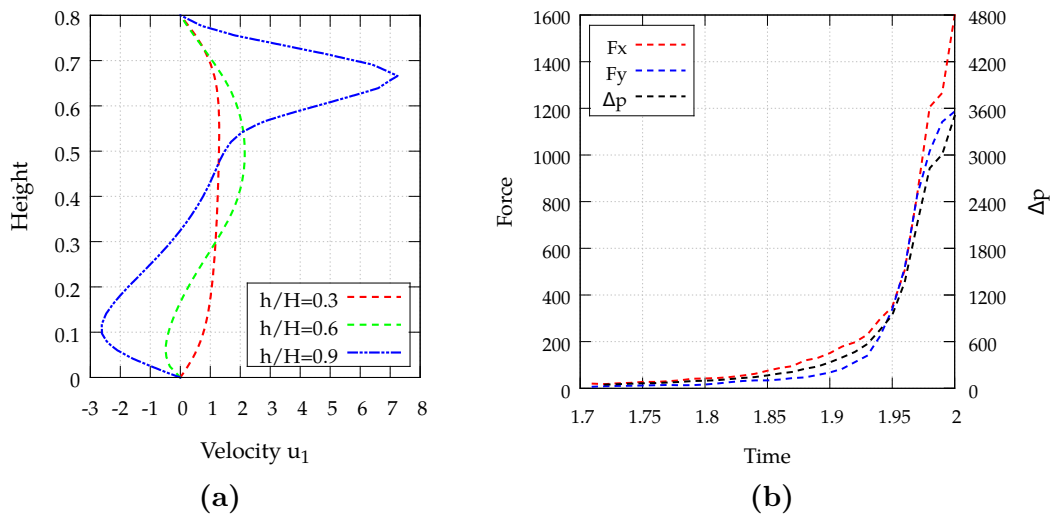 0.8
0.7
0.6
0.5
0.4
0.3
0.2
0.1
0
Height
-3 -2 -1 0 1 2 3 4 5 6 7 8
Velocity u₁
h/H=0.3
h/H=0.6
h/H=0.9
(a)
1600
1400
1200
1000
800
600
400
200
0
Force
Fx
Fy
Δp
4800
4200
3600
3000
2400
1800
1200
600
0
Δp
1.7 1.75 1.8 1.85 1.9 1.95 2
Time
(b)